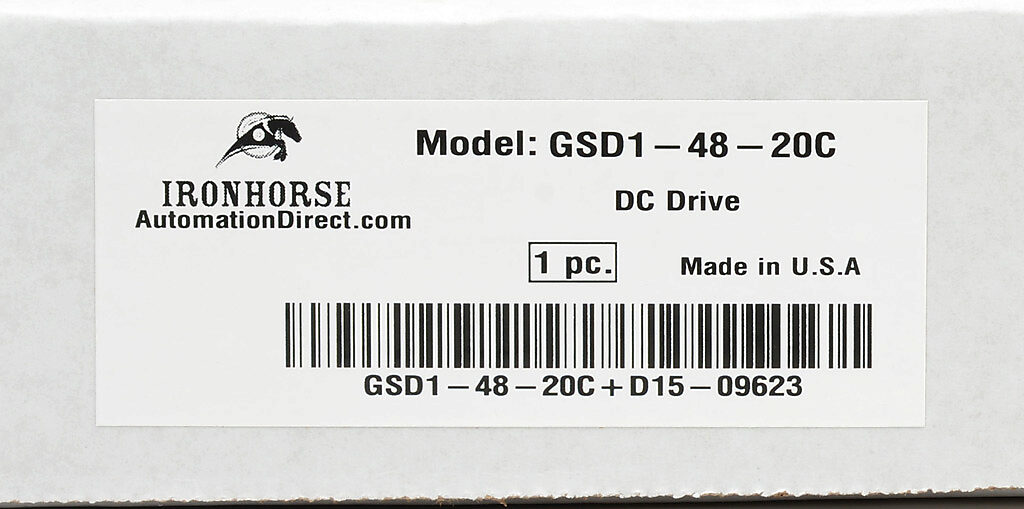 IRONHORSE
AutomationDirect.com
Model: GSD1-48-20C
DC Drive
1 pc.
Made in U.S.A
GSD1-48-20C+D15-09623